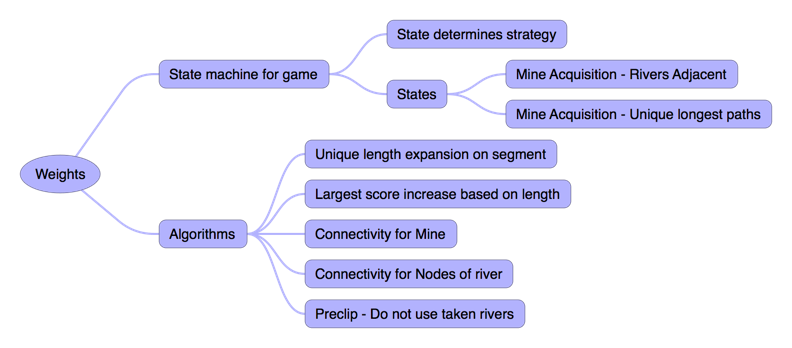 Weights
State machine for game
State determines strategy
States
Mine Acquisition - Rivers Adjacent
Mine Acquisition - Unique longest paths
Algorithms
Unique length expansion on segment
Largest score increase based on length
Connectivity for Mine
Connectivity for Nodes of river
Preclip - Do not use taken rivers